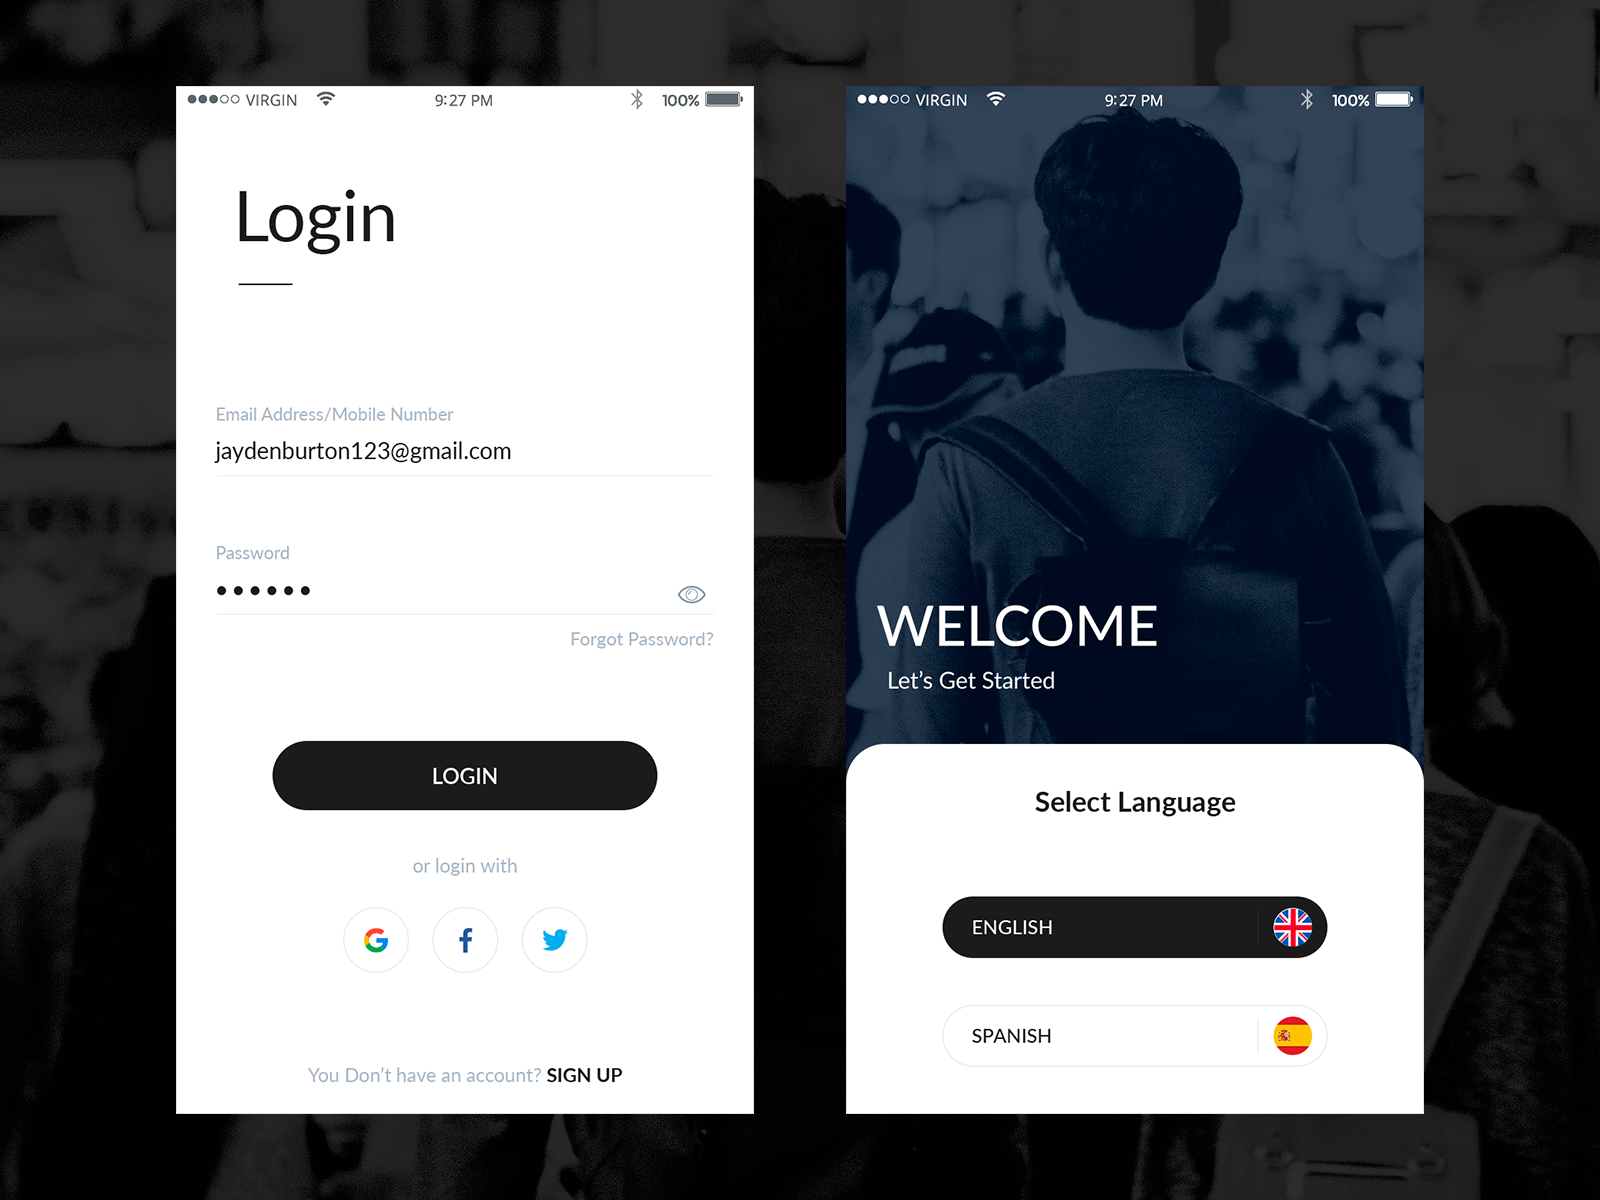 VIRGIN 9:27 PM 100%
Login
Email Address/Mobile Number
jaydenburton123@gmail.com
Password
Forgot Password?
LOGIN
or login with
You Don't have an account? SIGN UP
VIRGIN 9:27 PM 100%
WELCOME
Let's Get Started
Select Language
ENGLISH
SPANISH